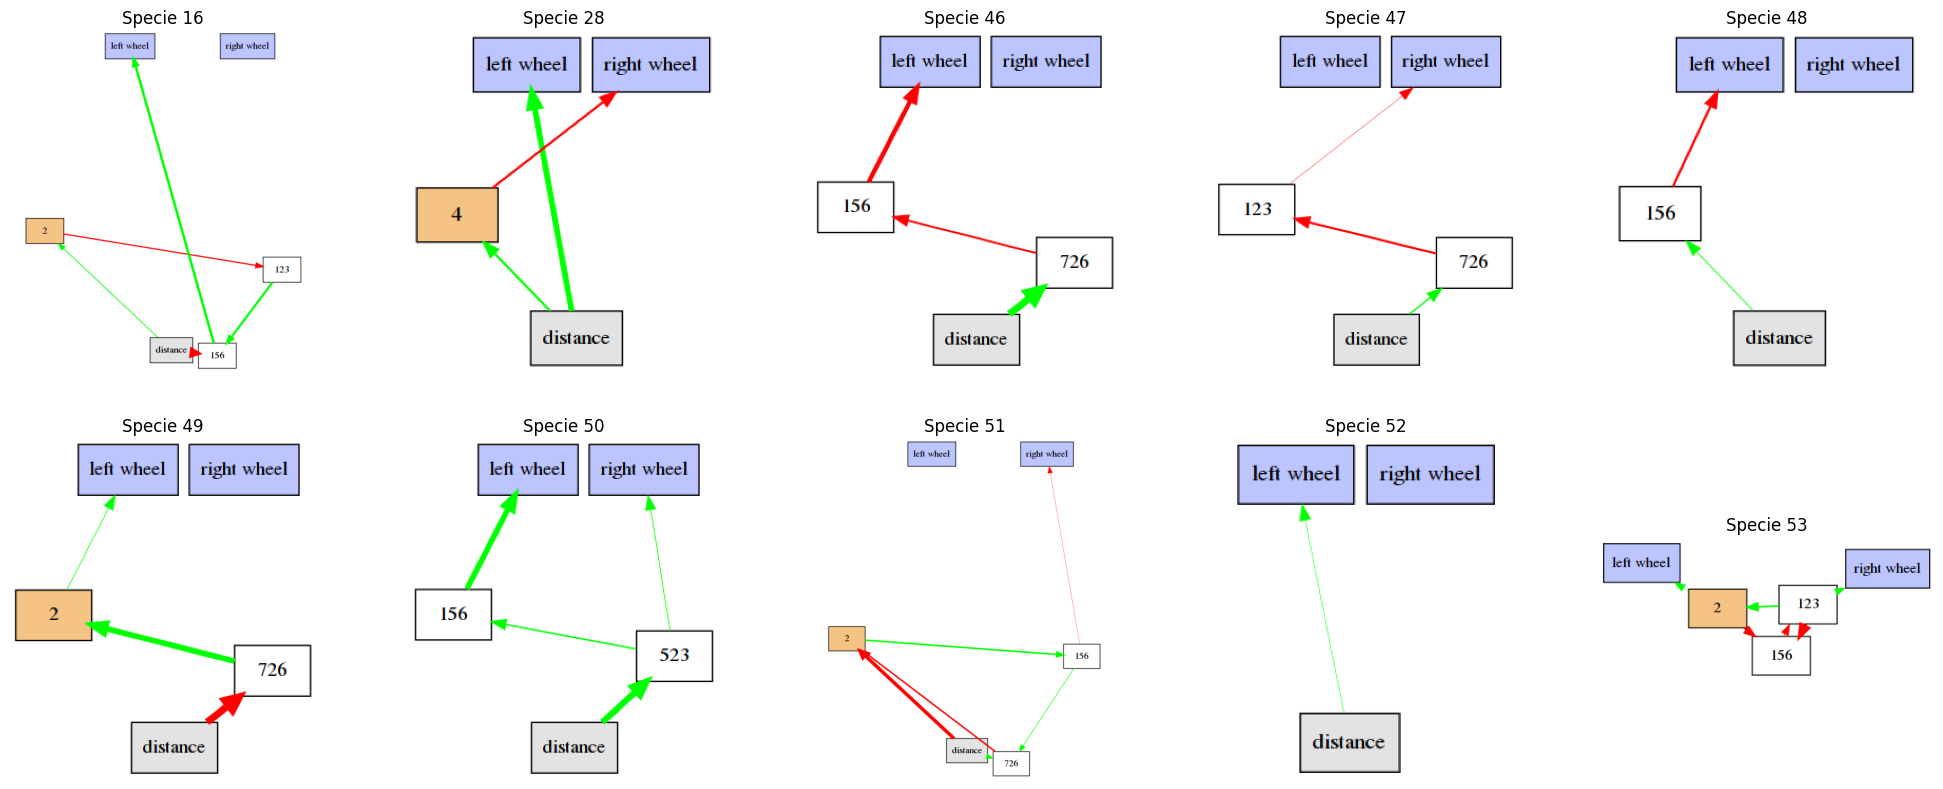 Specie 16
left wheel
right wheel
2
123
distance
156
Specie 28
left wheel
right wheel
4
distance
Specie 46
left wheel
right wheel
156
726
distance
Specie 47
left wheel
right wheel
123
726
distance
Specie 48
left wheel
right wheel
156
distance
Specie 49
left wheel
right wheel
2
726
distance
Specie 50
left wheel
right wheel
156
523
distance
Specie 51
left wheel
right wheel
2
156
distance
726
Specie 52
left wheel
right wheel
distance
Specie 53
left wheel
right wheel
2
123
156